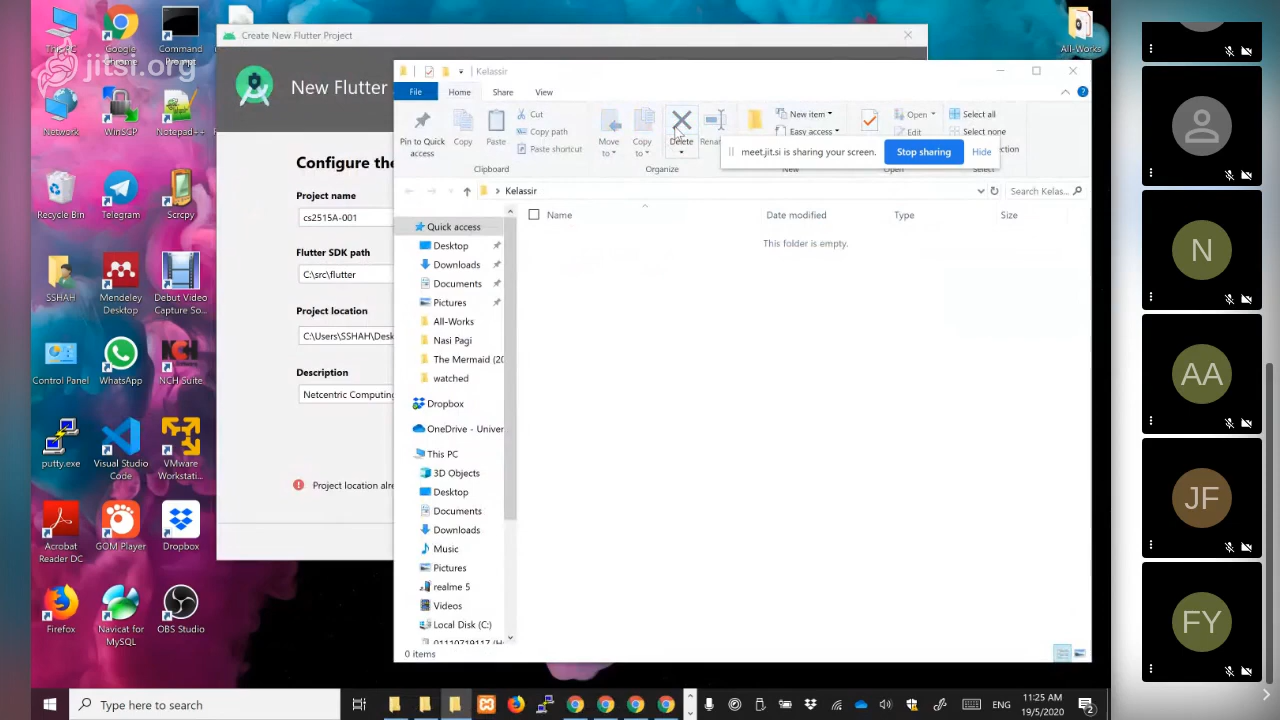 jitsi.org
This PC
Google Chrome
Command Prompt
Network
WinSCP
Notepad++
Recycle Bin
Telegram
Scrcpy
SSHAH
Mendeley Desktop
Debut Video Capture So...
Control Panel
WhatsApp
NCH Suite
putty.exe
Visual Studio Code
VMware Workstati...
Acrobat Reader DC
GOM Player
Dropbox
Firefox
Navicat for MySQL
OBS Studio
All-Works
Create New Flutter Project
New Flutter
Configure the
Project name
cs2515A-001
Flutter SDK path
C:\src\flutter
Project location
C:\Users\SSHAH\Desk
Description
Netcentric Computing
Project location alre
Kelassir
File
Home
Share
View
Pin to Quick access
Copy
Paste
Cut
Copy path
Paste shortcut
Clipboard
Move to
Copy to
Delete
Renam
Organize
New item
Easy access
New
Open
Edit
Open
Select all
Select none
Select
meet.jit.si is sharing your screen.
Stop sharing
Hide
Kelassir
Search Kelas...
Name
Date modified
Type
Size
This folder is empty.
Quick access
Desktop
Downloads
Documents
Pictures
All-Works
Nasi Pagi
The Mermaid (20
watched
Dropbox
OneDrive - Univer
This PC
3D Objects
Desktop
Documents
Downloads
Music
Pictures
realme 5
Videos
Local Disk (C:)
0 items
Type here to search
ENG
11:25 AM
19/5/2020
2
N
AA
JF
FY